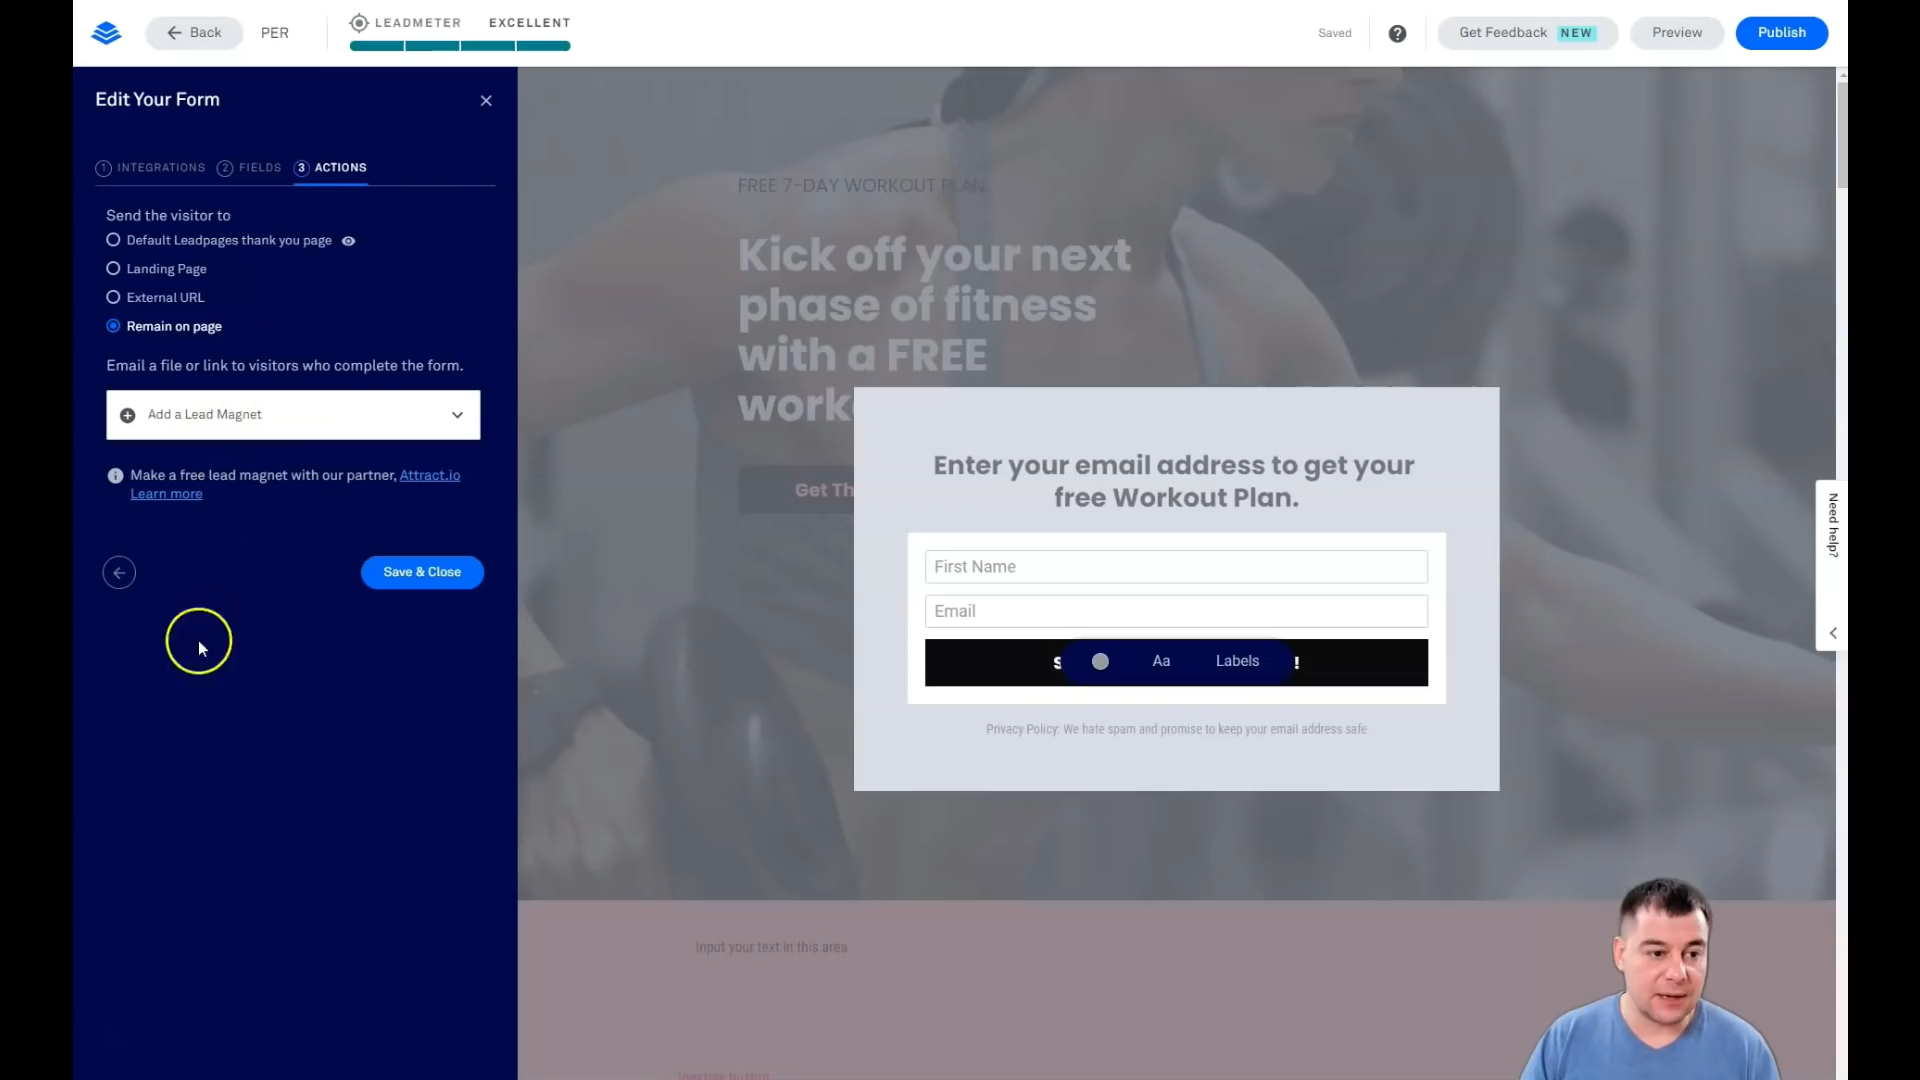 Back
PER
LEADMETER EXCELLENT
Saved
?
Get Feedback NEW
Preview
Publish
Edit Your Form
1 INTEGRATIONS 2 FIELDS 3 ACTIONS
Send the visitor to
Default Leadpages thank you page
Landing Page
External URL
Remain on page
Email a file or link to visitors who complete the form.
Add a Lead Magnet
Make a free lead magnet with our partner, Attract.io
Learn more
Save & Close
FREE 7-DAY WORKOUT PLAN
Kick off your next
phase of fitness
with a FREE
work
Get Th
Enter your email address to get your
free Workout Plan.
First Name
Email
S Aa Labels !
Privacy Policy: We hate spam and promise to keep your email address safe
Need help?
Input your text in this area
Inactive button